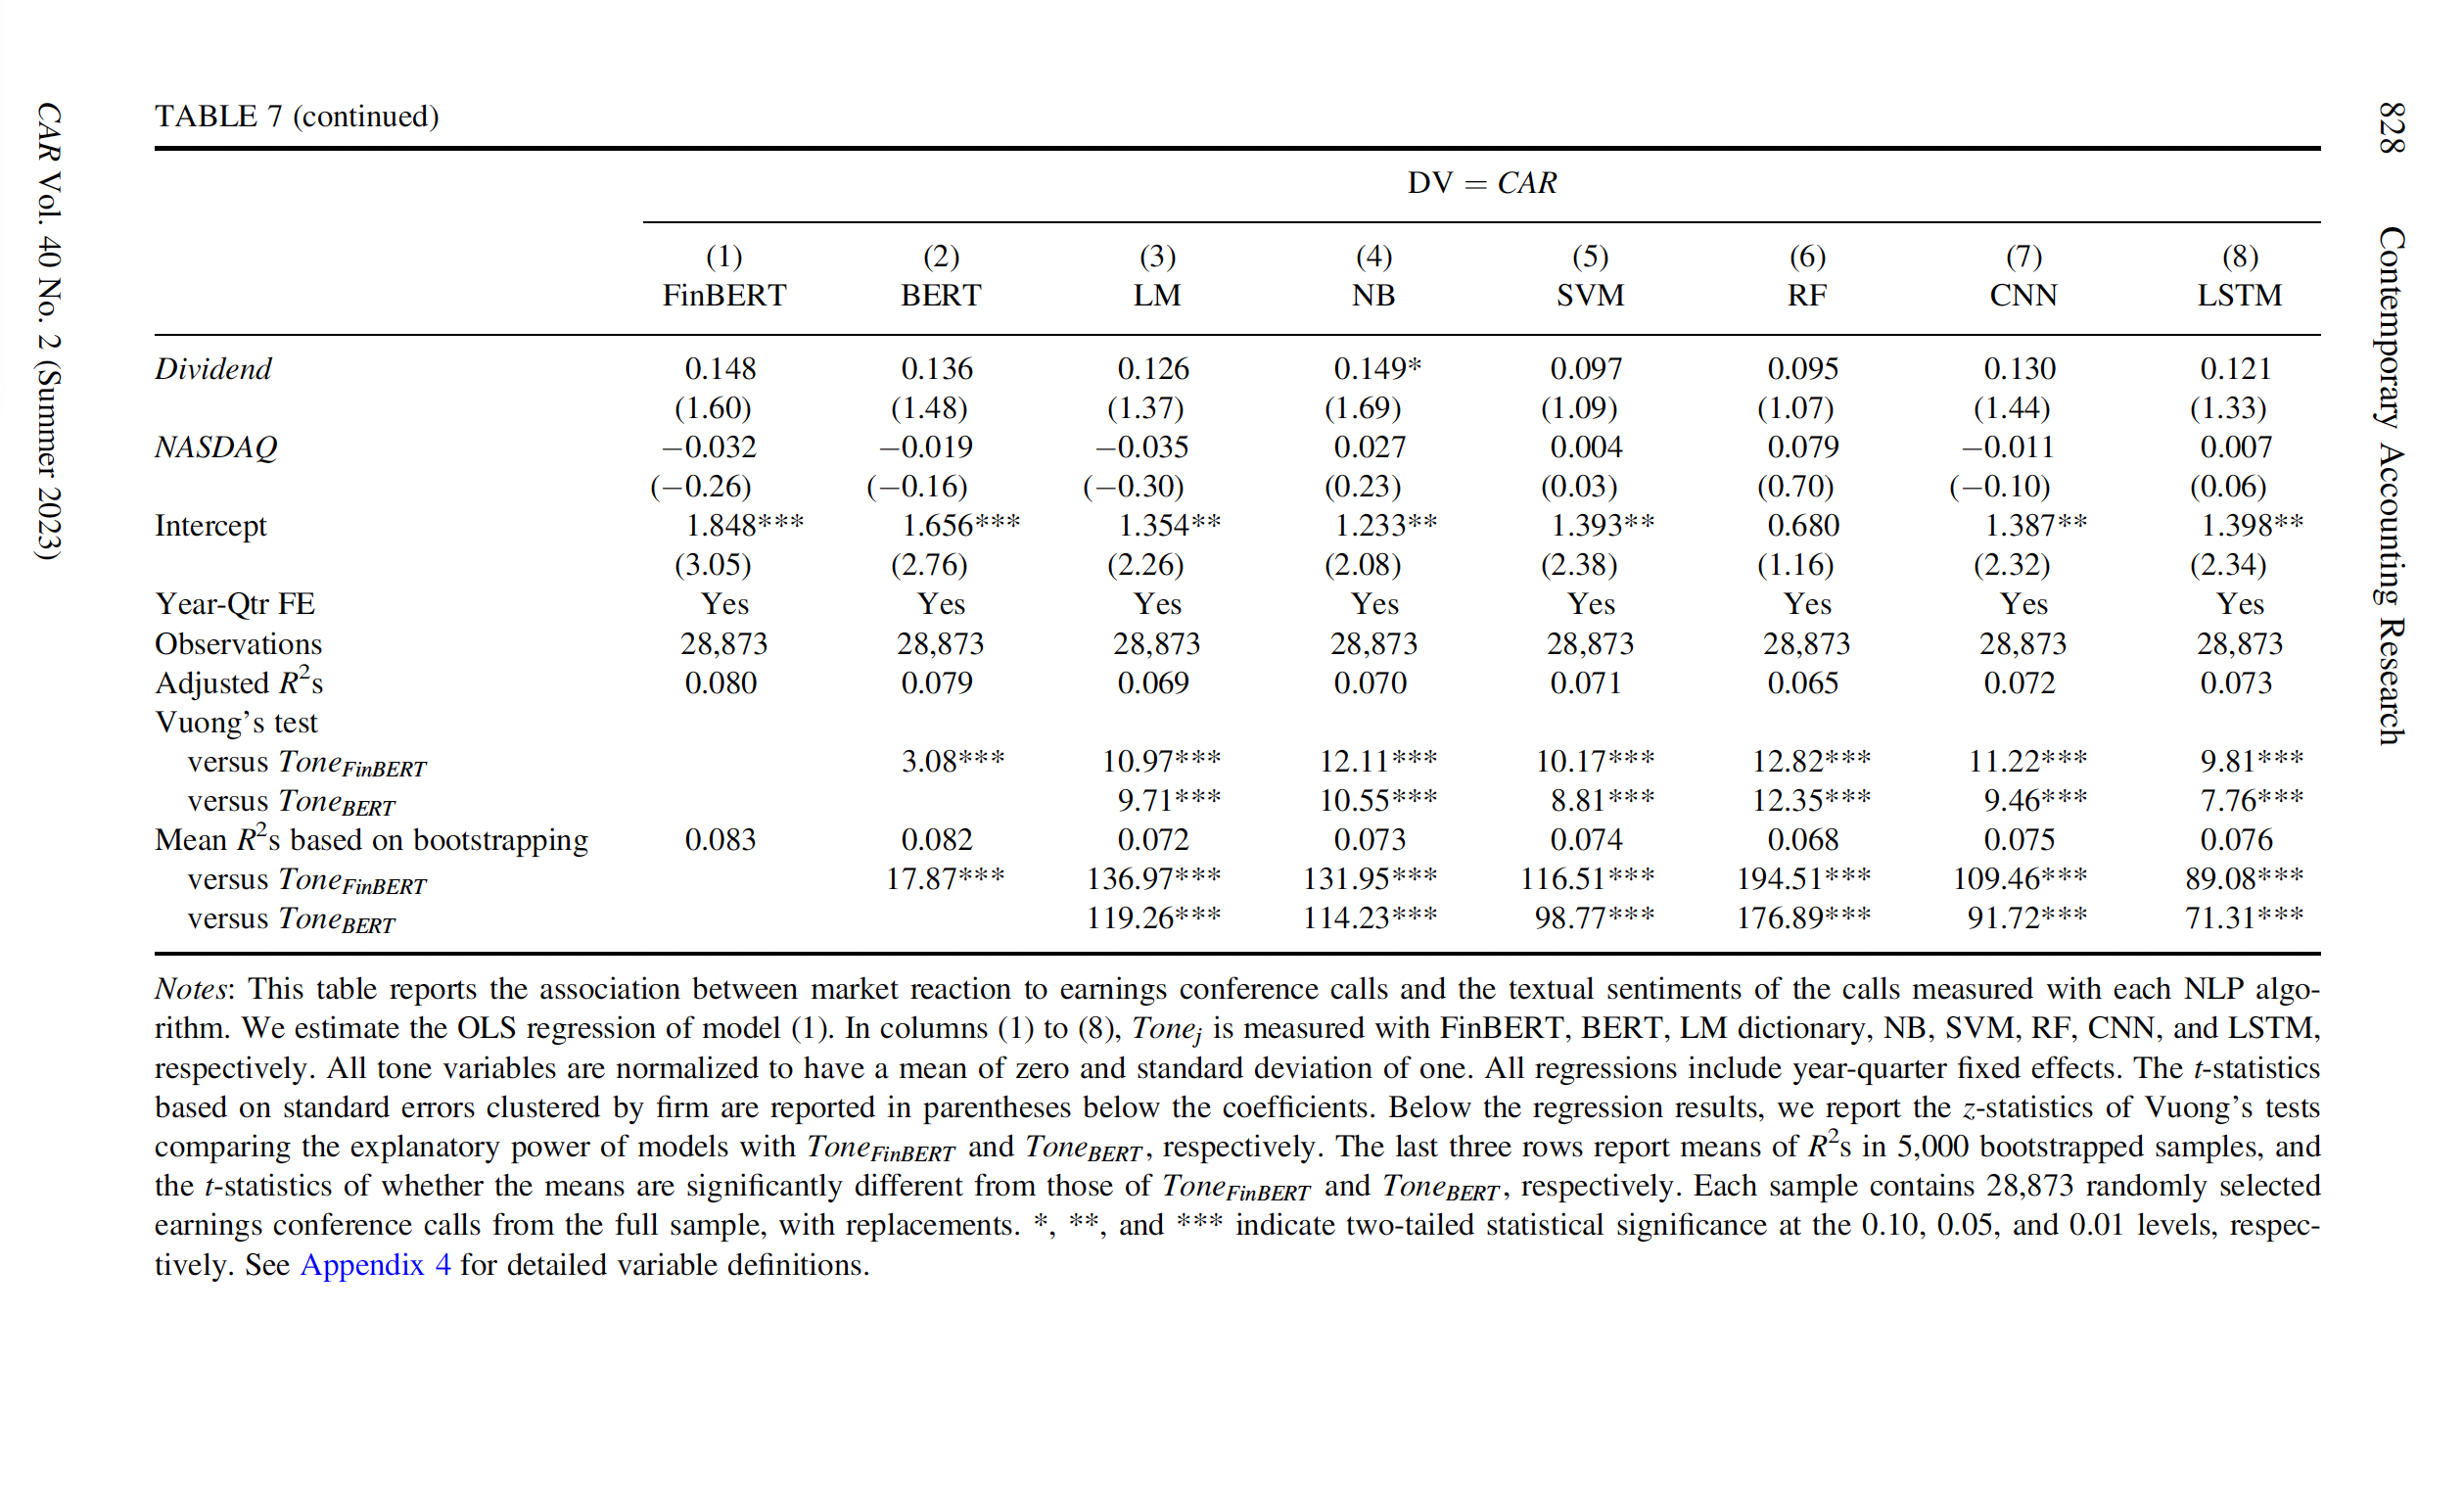 828 Contemporary Accounting Research
TABLE 7 (continued)
DV = CAR
(1) (2) (3) (4) (5) (6) (7) (8)
FinBERT BERT LM NB SVM RF CNN LSTM
Dividend 0.148 0.136 0.126 0.149* 0.097 0.095 0.130 0.121
(1.60) (1.48) (1.37) (1.69) (1.09) (1.07) (1.44) (1.33)
NASDAQ −0.032 −0.019 −0.035 0.027 0.004 0.079 −0.011 0.007
(−0.26) (−0.16) (−0.30) (0.23) (0.03) (0.70) (−0.10) (0.06)
Intercept 1.848*** 1.656*** 1.354** 1.233** 1.393** 0.680 1.387** 1.398**
(3.05) (2.76) (2.26) (2.08) (2.38) (1.16) (2.32) (2.34)
Year-Qtr FE Yes Yes Yes Yes Yes Yes Yes Yes
Observations 28,873 28,873 28,873 28,873 28,873 28,873 28,873 28,873
Adjusted R²s 0.080 0.079 0.069 0.070 0.071 0.065 0.072 0.073
Vuong’s test
versus ToneFinBERT 3.08*** 10.97*** 12.11*** 10.17*** 12.82*** 11.22*** 9.81***
versus ToneBERT 9.71*** 10.55*** 8.81*** 12.35*** 9.46*** 7.76***
Mean R²s based on bootstrapping 0.083 0.082 0.072 0.073 0.074 0.068 0.075 0.076
versus ToneFinBERT 17.87*** 136.97*** 131.95*** 116.51*** 194.51*** 109.46*** 89.08***
versus ToneBERT 119.26*** 114.23*** 98.77*** 176.89*** 91.72*** 71.31***
Notes: This table reports the association between market reaction to earnings conference calls and the textual sentiments of the calls measured with each NLP algo-
rithm. We estimate the OLS regression of model (1). In columns (1) to (8), Tonej is measured with FinBERT, BERT, LM dictionary, NB, SVM, RF, CNN, and LSTM,
respectively. All tone variables are normalized to have a mean of zero and standard deviation of one. All regressions include year-quarter fixed effects. The t-statistics
based on standard errors clustered by firm are reported in parentheses below the coefficients. Below the regression results, we report the z-statistics of Vuong’s tests
comparing the explanatory power of models with ToneFinBERT and ToneBERT, respectively. The last three rows report means of R²s in 5,000 bootstrapped samples, and
the t-statistics of whether the means are significantly different from those of ToneFinBERT and ToneBERT, respectively. Each sample contains 28,873 randomly selected
earnings conference calls from the full sample, with replacements. *, **, and *** indicate two-tailed statistical significance at the 0.10, 0.05, and 0.01 levels, respec-
tively. See Appendix 4 for detailed variable definitions.
CAR Vol. 40 No. 2 (Summer 2023)